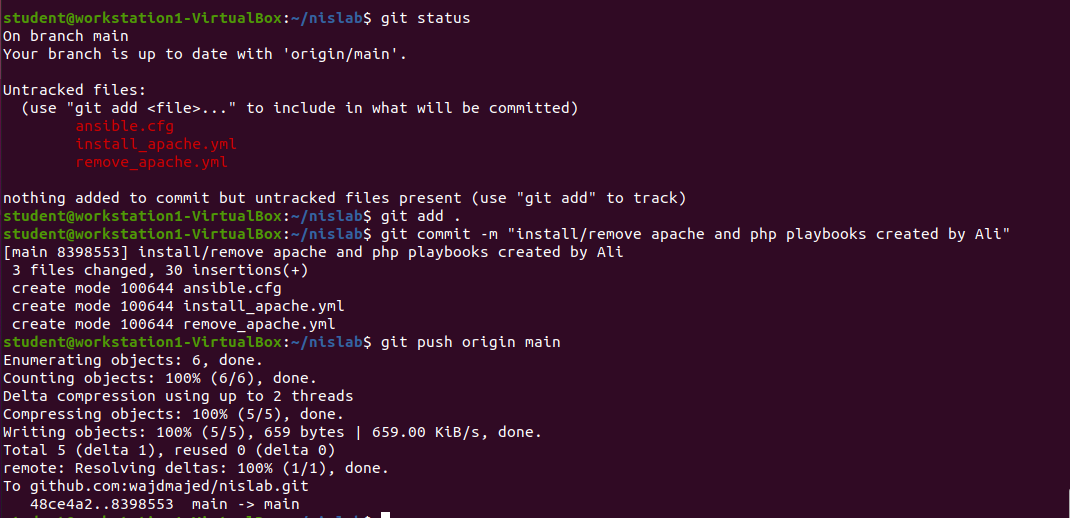 student@workstation1-VirtualBox:~/nislab$ git status
On branch main
Your branch is up to date with 'origin/main'.
Untracked files:
  (use "git add <file>..." to include in what will be committed)
        ansible.cfg
        install_apache.yml
        remove_apache.yml
nothing added to commit but untracked files present (use "git add" to track)
student@workstation1-VirtualBox:~/nislab$ git add .
student@workstation1-VirtualBox:~/nislab$ git commit -m "install/remove apache and php playbooks created by Ali"
[main 8398553] install/remove apache and php playbooks created by Ali
 3 files changed, 30 insertions(+)
 create mode 100644 ansible.cfg
 create mode 100644 install_apache.yml
 create mode 100644 remove_apache.yml
student@workstation1-VirtualBox:~/nislab$ git push origin main
Enumerating objects: 6, done.
Counting objects: 100% (6/6), done.
Delta compression using up to 2 threads
Compressing objects: 100% (5/5), done.
Writing objects: 100% (5/5), 659 bytes | 659.00 KiB/s, done.
Total 5 (delta 1), reused 0 (delta 0)
remote: Resolving deltas: 100% (1/1), done.
To github.com:wajdmajed/nislab.git
   48ce4a2..8398553  main -> main
student@workstation1-VirtualBox:~/nislab$